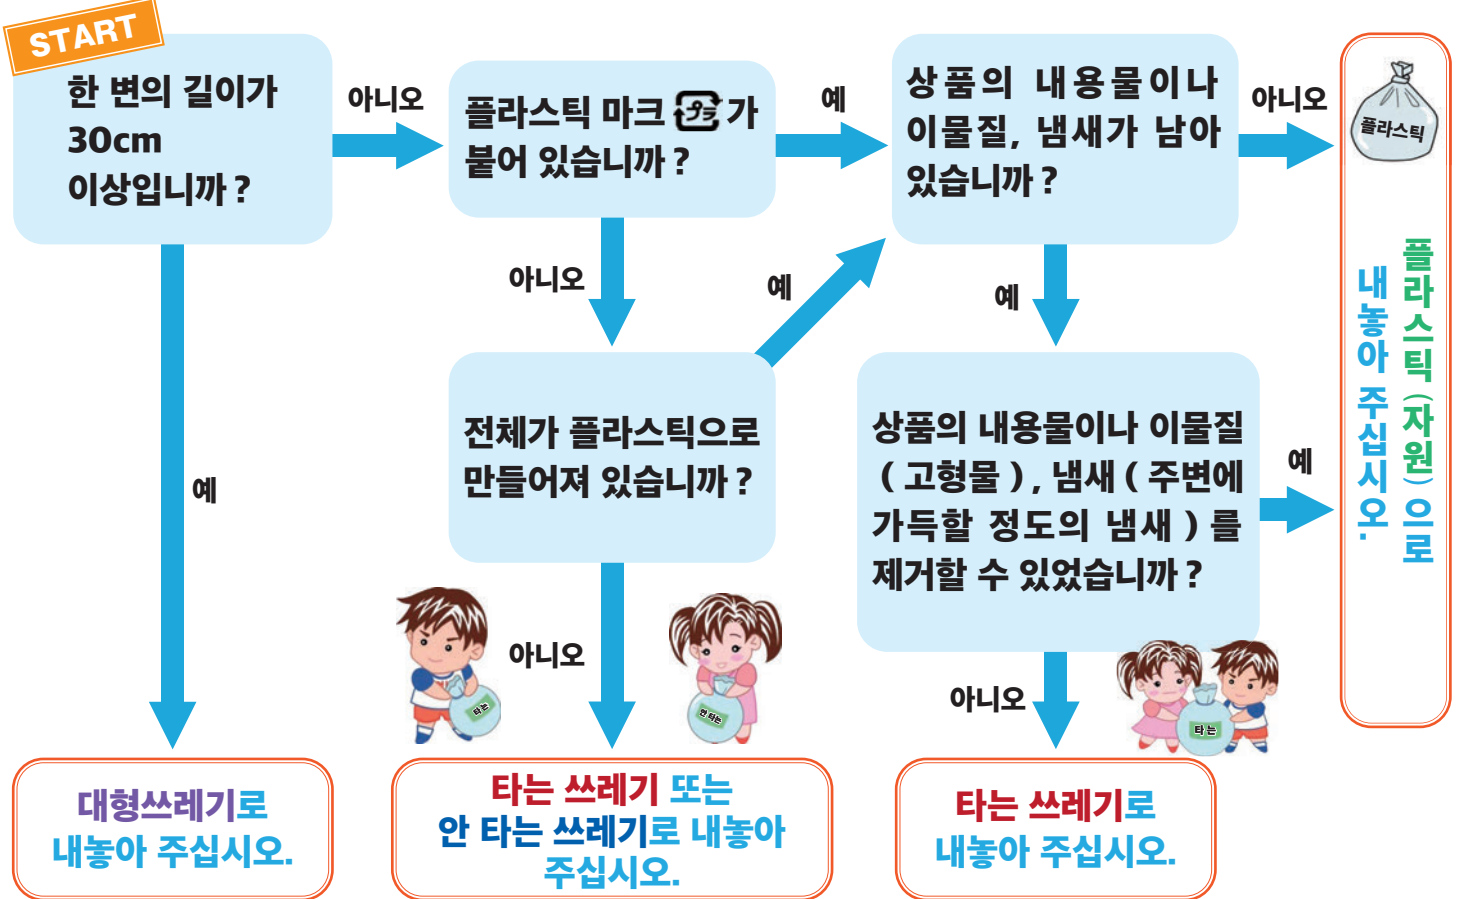 START
한 변의 길이가
30cm
이상입니까?
아니오
플라스틱 마크 プラ 가
붙어 있습니까?
예
상품의 내용물이나
이물질, 냄새가 남아
있습니까?
아니오
플라스틱
플라스틱(자원)으로
내놓아 주십시오.
아니오
예
예
전체가 플라스틱으로
만들어져 있습니까?
상품의 내용물이나 이물질
(고형물), 냄새(주변에
가득할 정도의 냄새)를
제거할 수 있었습니까?
예
예
아니오
아니오
타는
안 타는
타는
대형쓰레기로
내놓아 주십시오.
타는 쓰레기 또는
안 타는 쓰레기로 내놓아
주십시오.
타는 쓰레기로
내놓아 주십시오.